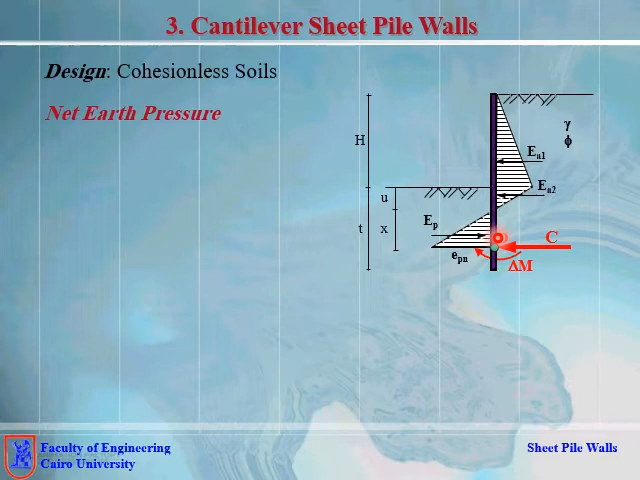 3. Cantilever Sheet Pile Walls
Design: Cohesionless Soils
Net Earth Pressure
γ
H
ϕ
Ea1
Ea2
u
Ep
t
x
C
epn
ΔM
Faculty of Engineering
Sheet Pile Walls
Cairo University